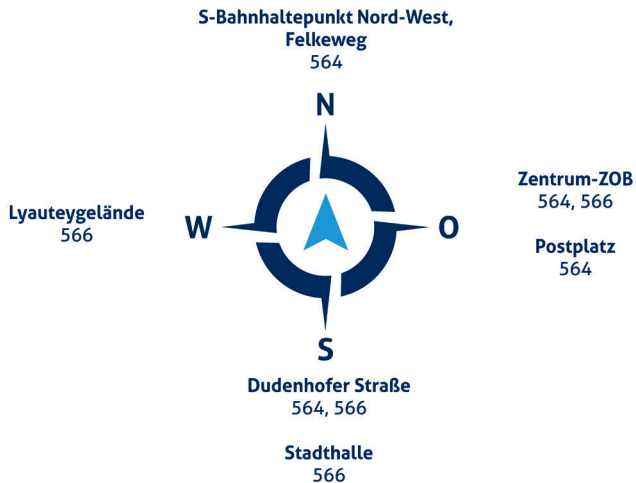 S-Bahnhaltepunkt Nord-West,
Felkeweg
564
N
Zentrum-ZOB
564, 566
Lyauteygelände
566
W
O
Postplatz
564
S
Dudenhofer Straße
564, 566
Stadthalle
566